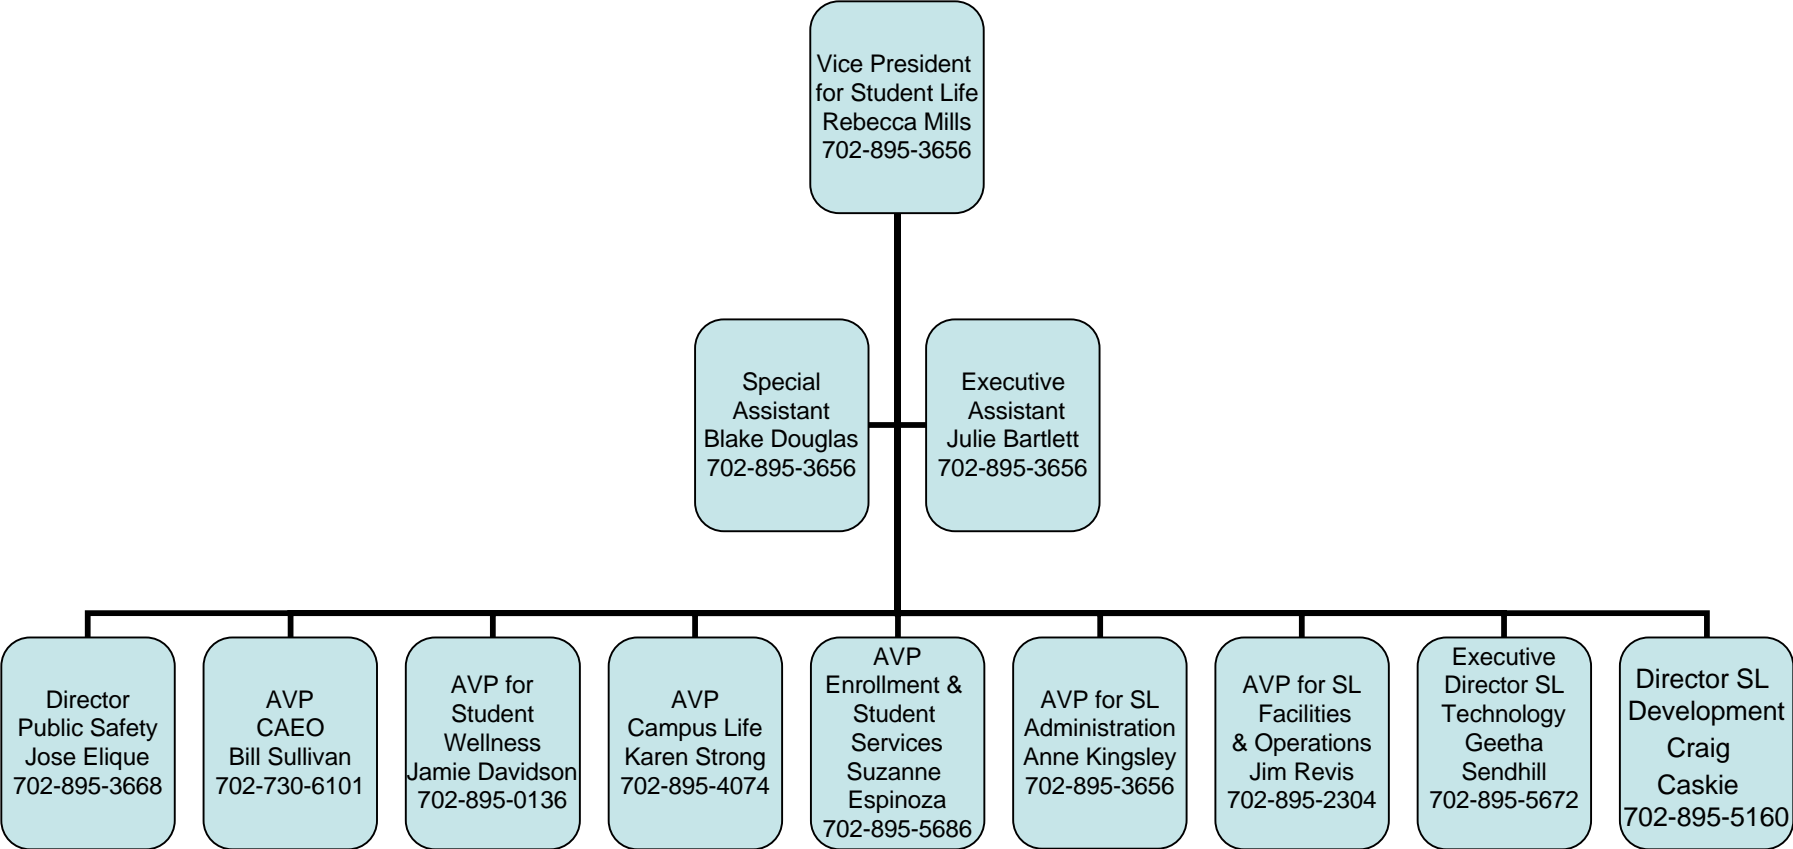 Vice President
for Student Life
Rebecca Mills
702-895-3656
Special
Assistant
Blake Douglas
702-895-3656
Executive
Assistant
Julie Bartlett
702-895-3656
Director
Public Safety
Jose Elique
702-895-3668
AVP
CAEO
Bill Sullivan
702-730-6101
AVP for
Student
Wellness
Jamie Davidson
702-895-0136
AVP
Campus Life
Karen Strong
702-895-4074
AVP
Enrollment &
Student
Services
Suzanne
Espinoza
702-895-5686
AVP for SL
Administration
Anne Kingsley
702-895-3656
AVP for SL
Facilities
& Operations
Jim Revis
702-895-2304
Executive
Director SL
Technology
Geetha
Sendhill
702-895-5672
Director SL
Development
Craig
Caskie
702-895-5160